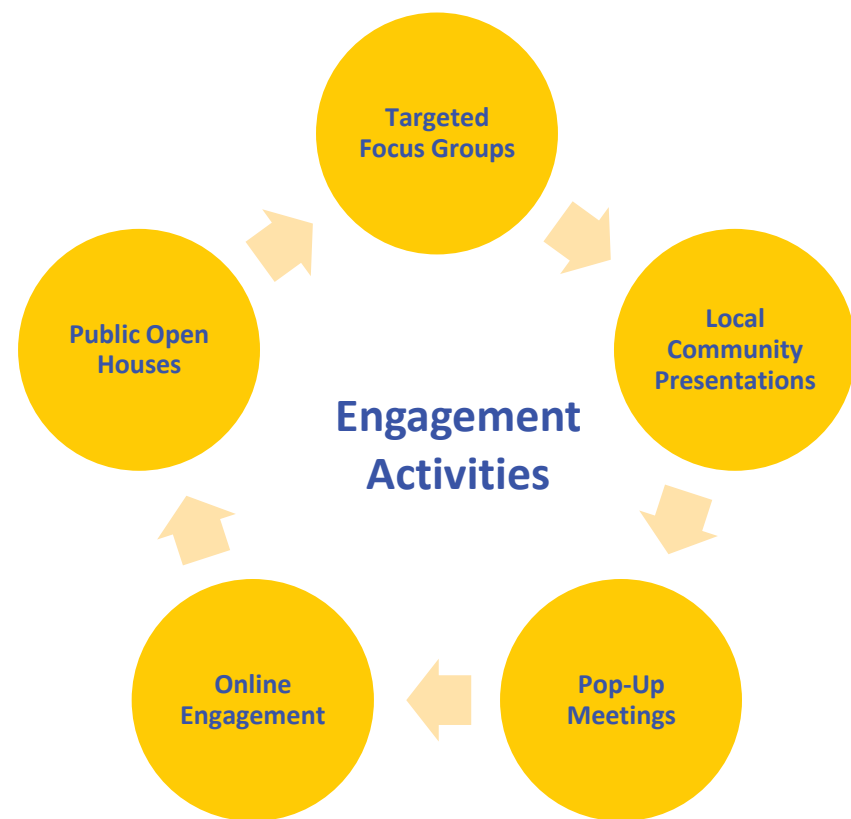 Targeted
Focus Groups
Local
Community
Presentations
Pop-Up
Meetings
Online
Engagement
Public Open
Houses
Engagement
Activities